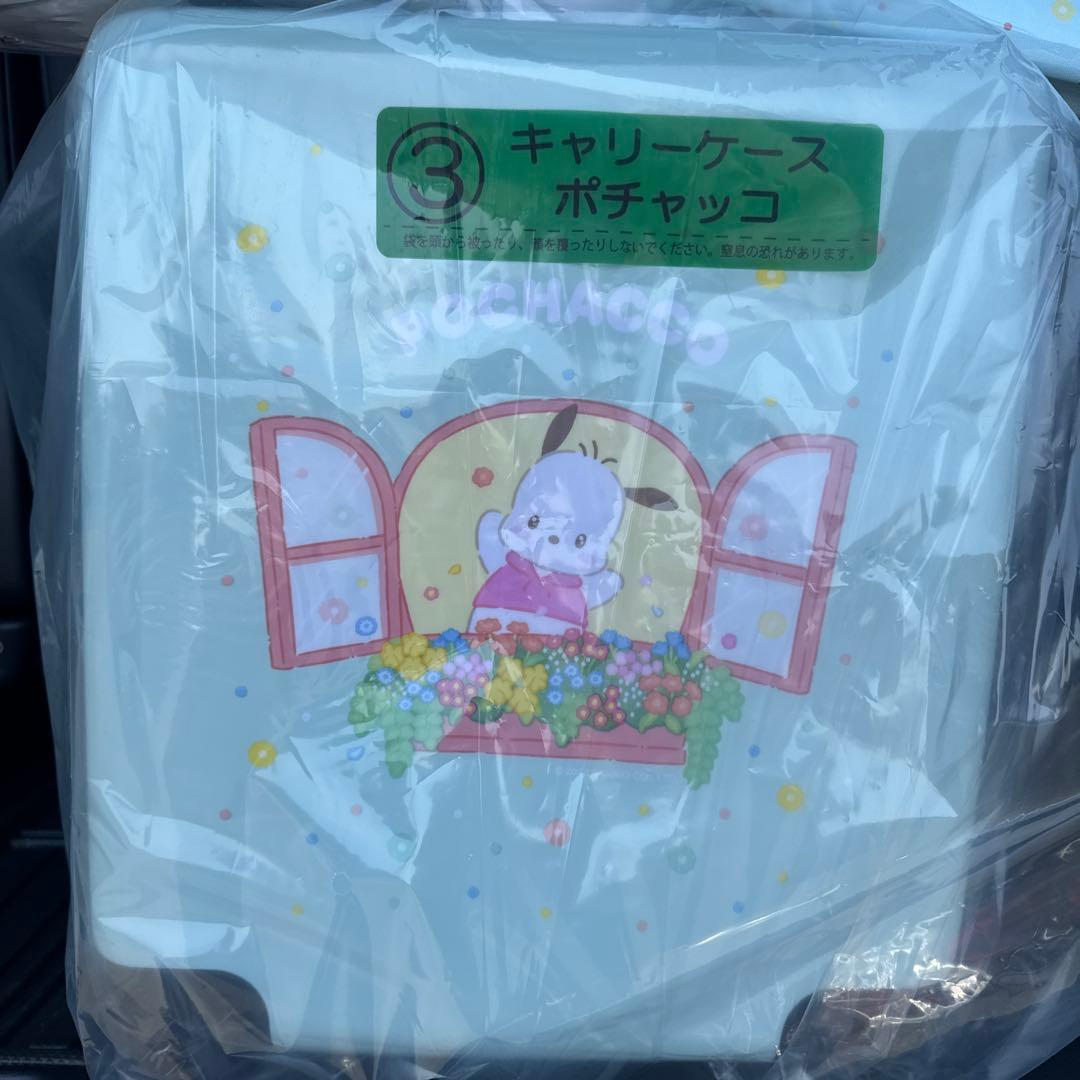 ③ キャリーケース
ポチャッコ
袋を頭から被ったり、顔を覆ったりしないでください。窒息の恐れがあります。
POCHACCO